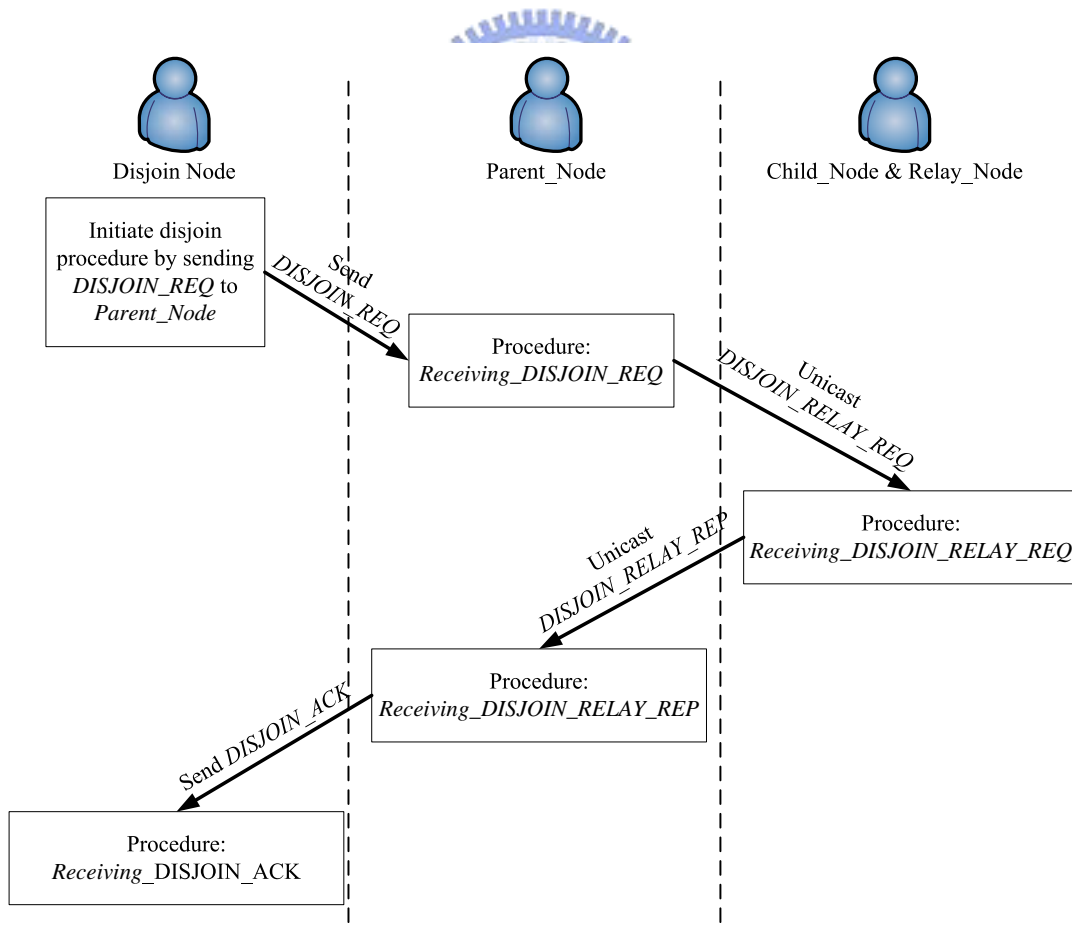 Disjoin Node
Parent_Node
Child_Node & Relay_Node
Initiate disjoin
procedure by sending
DISJOIN_REQ to
Parent_Node
Send
DISJOIN_REQ
Procedure:
Receiving_DISJOIN_REQ
Unicast
DISJOIN_RELAY_REQ
Procedure:
Receiving_DISJOIN_RELAY_REQ
Unicast
DISJOIN_RELAY_REP
Procedure:
Receiving_DISJOIN_RELAY_REP
Send DISJOIN_ACK
Procedure:
Receiving_DISJOIN_ACK